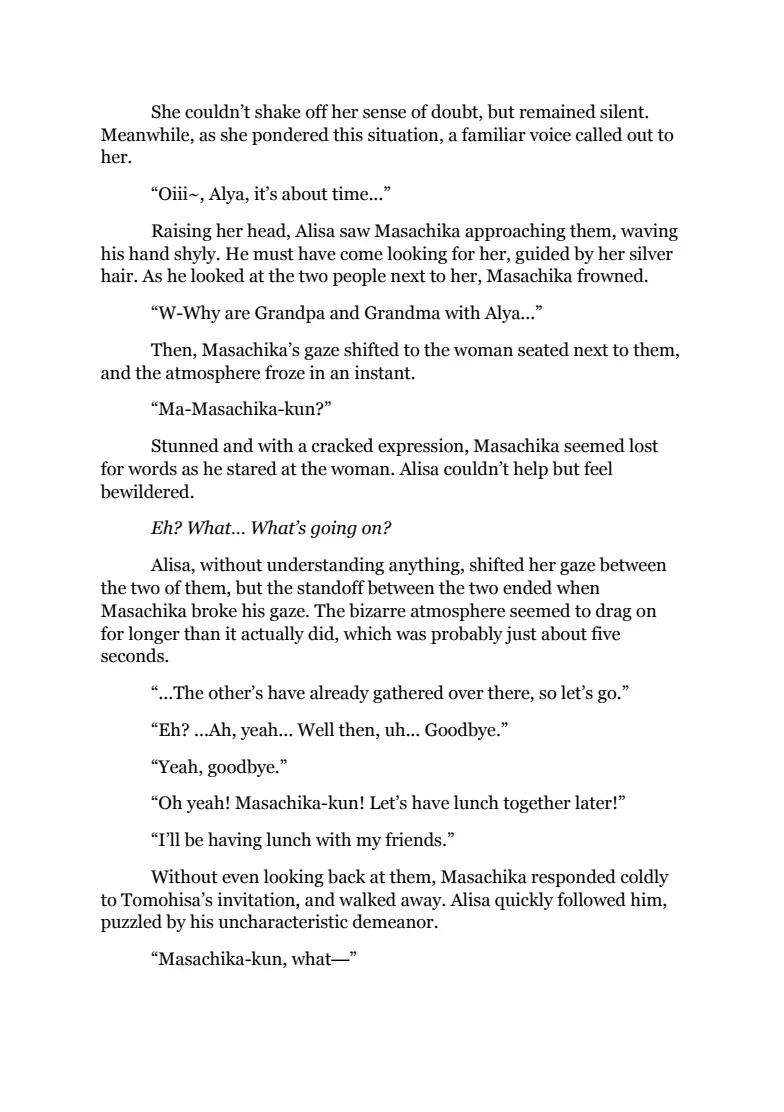 She couldn’t shake off her sense of doubt, but remained silent.
Meanwhile, as she pondered this situation, a familiar voice called out to
her.
“Oiii~, Alya, it’s about time...”
Raising her head, Alisa saw Masachika approaching them, waving
his hand shyly. He must have come looking for her, guided by her silver
hair. As he looked at the two people next to her, Masachika frowned.
“W-Why are Grandpa and Grandma with Alya...”
Then, Masachika’s gaze shifted to the woman seated next to them,
and the atmosphere froze in an instant.
“Ma-Masachika-kun?”
Stunned and with a cracked expression, Masachika seemed lost
for words as he stared at the woman. Alisa couldn’t help but feel
bewildered.
Eh? What... What’s going on?
Alisa, without understanding anything, shifted her gaze between
the two of them, but the standoff between the two ended when
Masachika broke his gaze. The bizarre atmosphere seemed to drag on
for longer than it actually did, which was probably just about five
seconds.
“...The other’s have already gathered over there, so let’s go.”
“Eh? ...Ah, yeah... Well then, uh... Goodbye.”
“Yeah, goodbye.”
“Oh yeah! Masachika-kun! Let’s have lunch together later!”
“I’ll be having lunch with my friends.”
Without even looking back at them, Masachika responded coldly
to Tomohisa’s invitation, and walked away. Alisa quickly followed him,
puzzled by his uncharacteristic demeanor.
“Masachika-kun, what—”